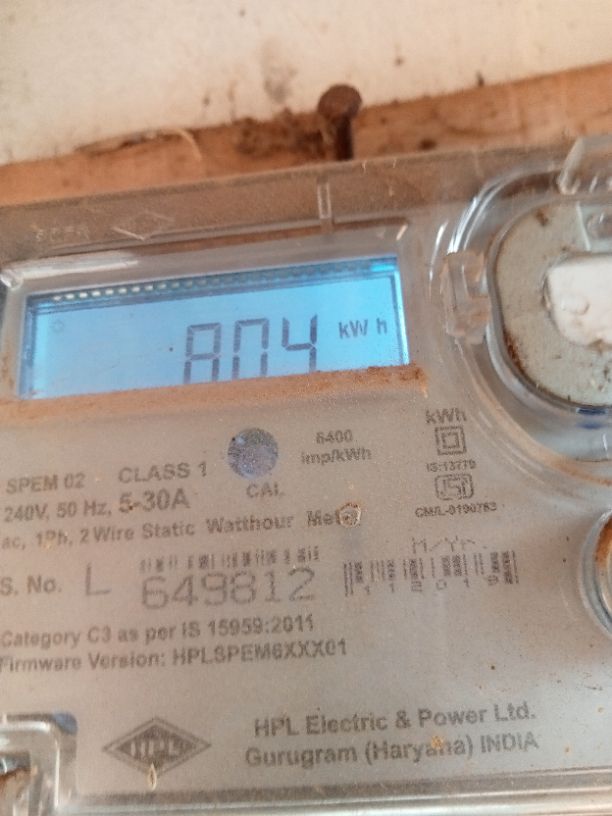 804 kWh
6400
imp/kWh
kWh
IS:13779
CM/L-0190763
SPEM 02 CLASS 1
CAL
240V, 50 Hz, 5-30A
ac, 1Ph, 2 Wire Static Watthour Meter
M/Yr.
S. No. L 649812 112019
Category C3 as per IS 15959:2011
Firmware Version: HPLSPEM6XXX01
HPL
HPL Electric & Power Ltd.
Gurugram (Haryana) INDIA